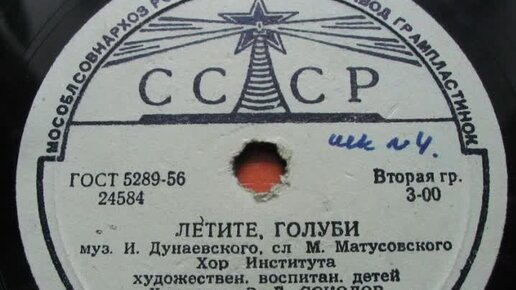 МОСОБЛСОВНАРХОЗ
ЗАВОД ГРАМПЛАСТИНОК
СССР
шк №4.
ГОСТ 5289-56
24584
Вторая гр.
3-00
ЛЕТИТЕ, ГОЛУБИ
муз. И. Дунаевского, сл М. Матусовского
Хор Института
художествен. воспитан. детей
СОКОЛОВ